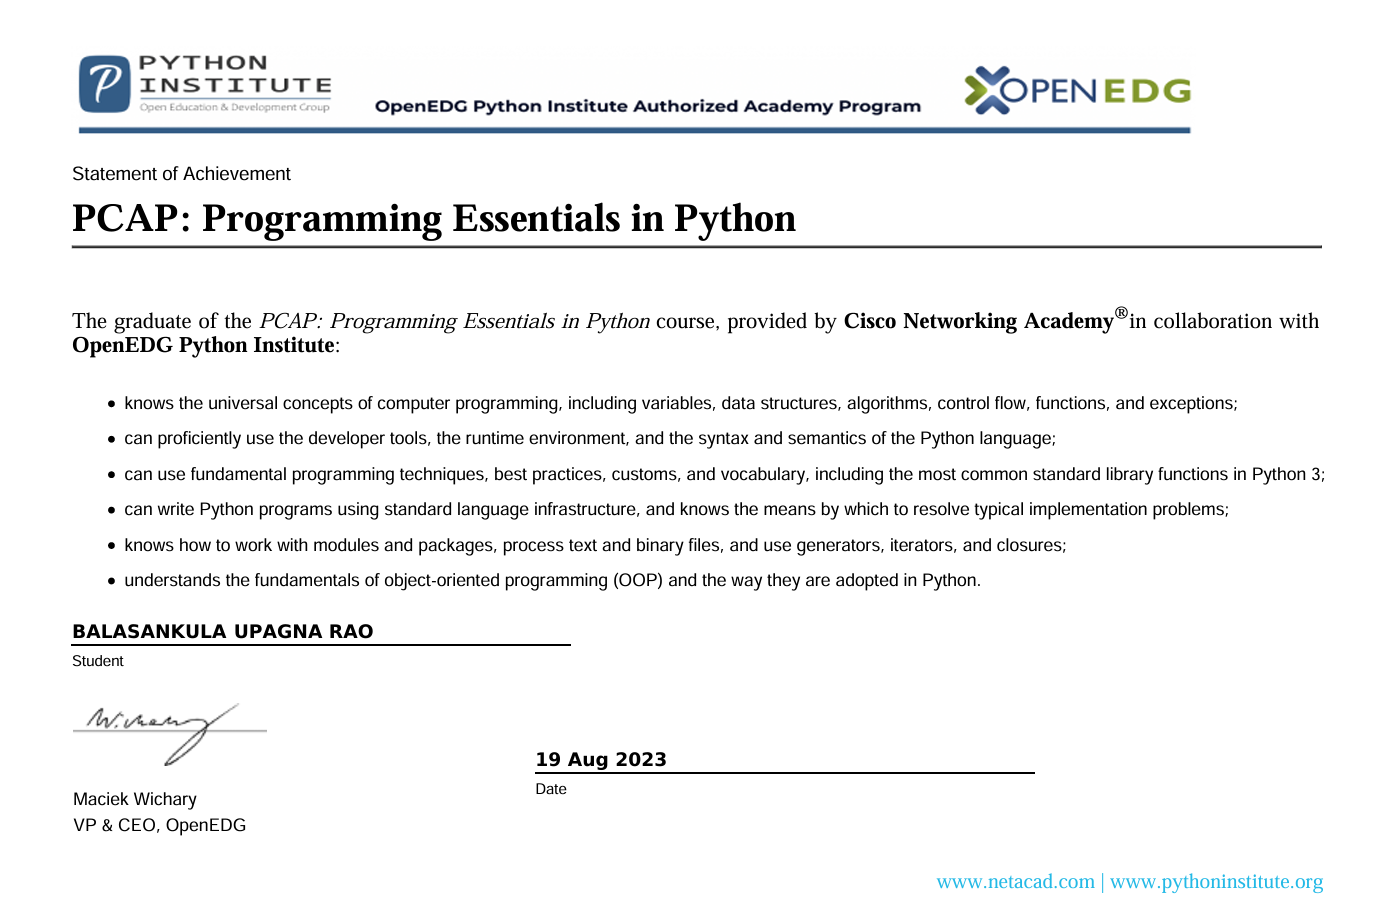 PYTHON
INSTITUTE
Open Education & Development Group
OpenEDG Python Institute Authorized Academy Program
OPENEDG
Statement of Achievement
PCAP: Programming Essentials in Python
The graduate of the PCAP: Programming Essentials in Python course, provided by Cisco Networking Academy®in collaboration with
OpenEDG Python Institute:
• knows the universal concepts of computer programming, including variables, data structures, algorithms, control flow, functions, and exceptions;
• can proficiently use the developer tools, the runtime environment, and the syntax and semantics of the Python language;
• can use fundamental programming techniques, best practices, customs, and vocabulary, including the most common standard library functions in Python 3;
• can write Python programs using standard language infrastructure, and knows the means by which to resolve typical implementation problems;
• knows how to work with modules and packages, process text and binary files, and use generators, iterators, and closures;
• understands the fundamentals of object-oriented programming (OOP) and the way they are adopted in Python.
BALASANKULA UPAGNA RAO
Student
W.chary
19 Aug 2023
Date
Maciek Wichary
VP & CEO, OpenEDG
www.netacad.com | www.pythoninstitute.org